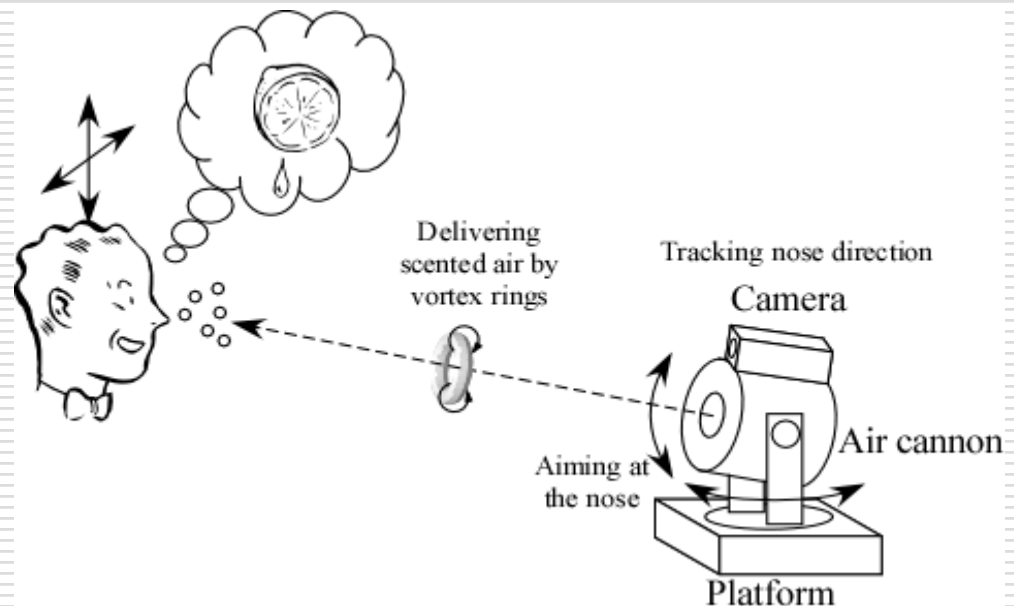 Delivering
scented air by
vortex rings
Tracking nose direction
Camera
Air cannon
Aiming at
the nose
Platform